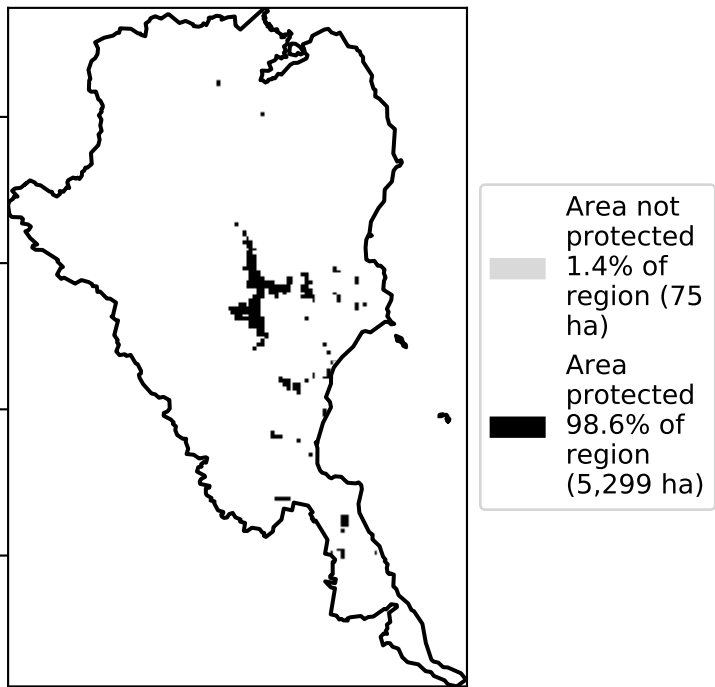 Area not
protected
1.4% of
region (75
ha)
Area
protected
98.6% of
region
(5,299 ha)